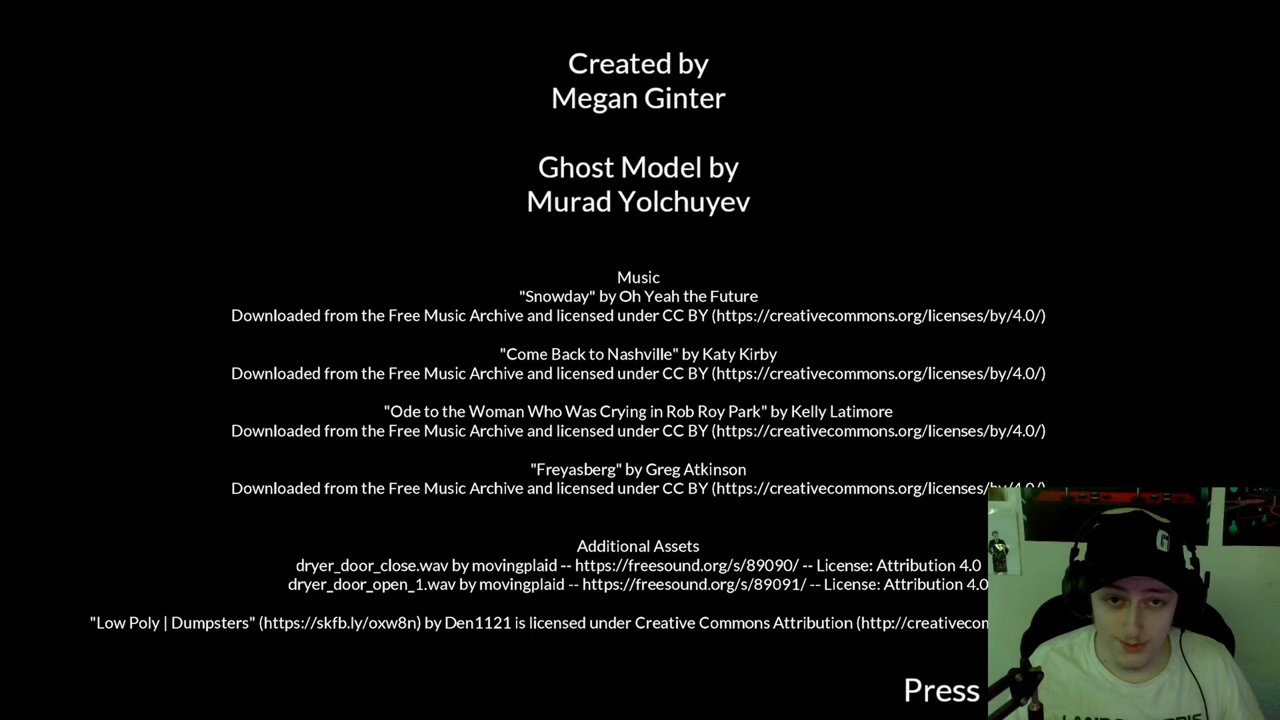 Created by
Megan Ginter
Ghost Model by
Murad Yolchuyev
Music
"Snowday" by Oh Yeah the Future
Downloaded from the Free Music Archive and licensed under CC BY (https://creativecommons.org/licenses/by/4.0/)
"Come Back to Nashville" by Katy Kirby
Downloaded from the Free Music Archive and licensed under CC BY (https://creativecommons.org/licenses/by/4.0/)
"Ode to the Woman Who Was Crying in Rob Roy Park" by Kelly Latimore
Downloaded from the Free Music Archive and licensed under CC BY (https://creativecommons.org/licenses/by/4.0/)
"Freyasberg" by Greg Atkinson
Downloaded from the Free Music Archive and licensed under CC BY (https://creativecommons.org/licenses/by/4.0/)
Additional Assets
dryer_door_close.wav by movingplaid -- https://freesound.org/s/89090/ -- License: Attribution 4.0
dryer_door_open_1.wav by movingplaid -- https://freesound.org/s/89091/ -- License: Attribution 4.0
"Low Poly | Dumpsters" (https://skfb.ly/oxw8n) by Den1121 is licensed under Creative Commons Attribution (http://creativecom
Press